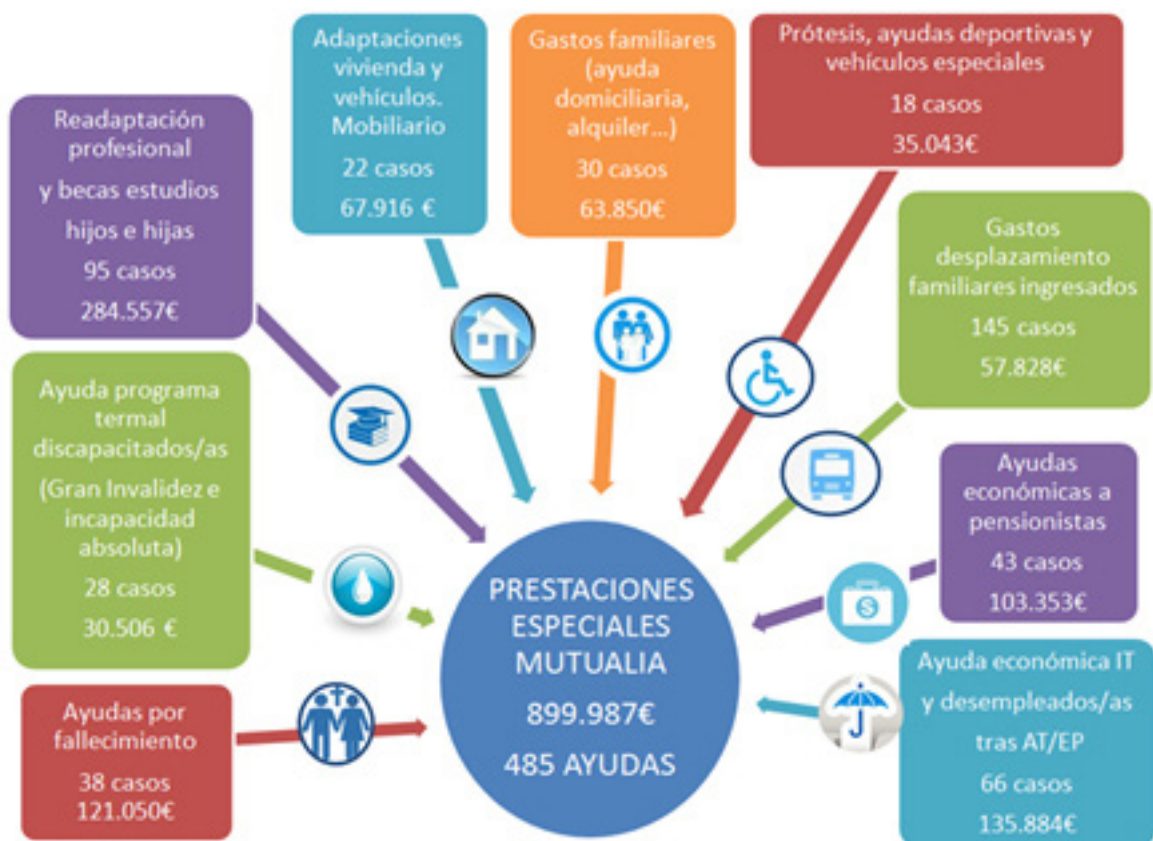 Adaptaciones
vivienda y
vehículos.
Mobiliario
22 casos
67.916 €
Gastos familiares
(ayuda
domiciliaria,
alquiler...)
30 casos
63.850€
Prótesis, ayudas deportivas y
vehículos especiales
18 casos
35.043€
Readaptación
profesional
y becas estudios
hijos e hijas
95 casos
284.557€
Gastos
desplazamiento
familiares ingresados
145 casos
57.828€
Ayuda programa
termal
discapacitados/as
(Gran Invalidez e
incapacidad
absoluta)
28 casos
30.506 €
Ayudas
económicas a
pensionistas
43 casos
103.353€
PRESTACIONES
ESPECIALES
MUTUALIA
899.987€
485 AYUDAS
Ayudas por
fallecimiento
38 casos
121.050€
Ayuda económica IT
y desempleados/as
tras AT/EP
66 casos
135.884€